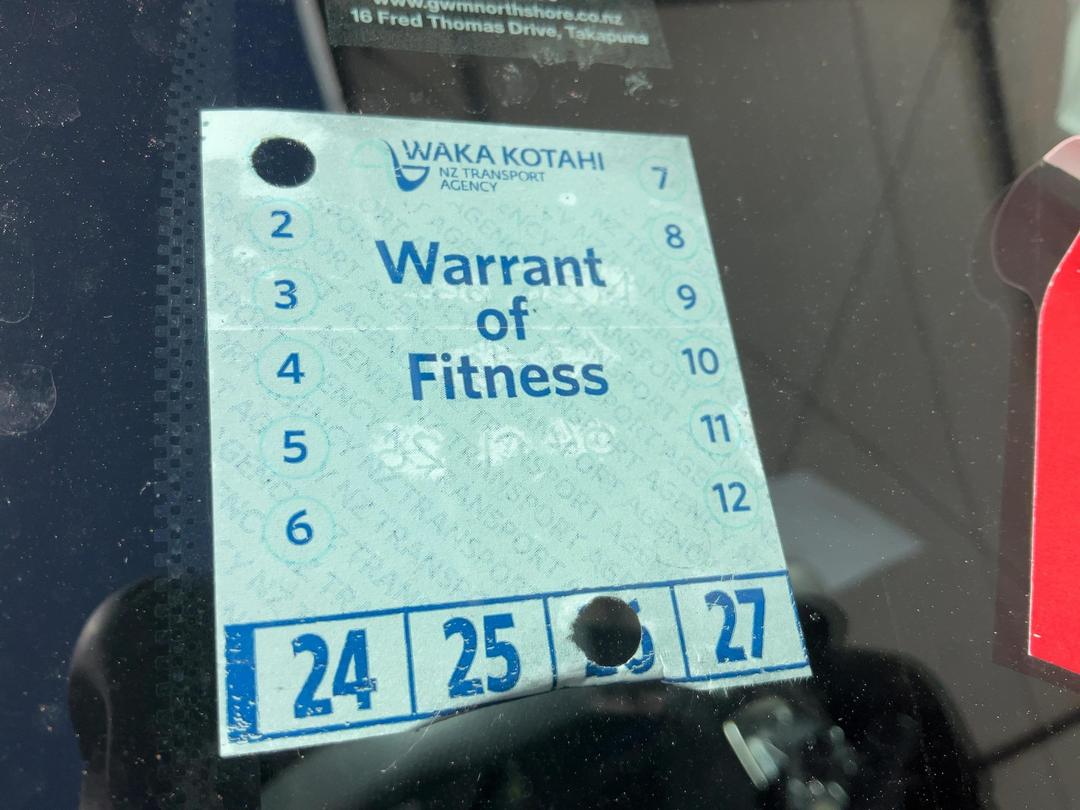 www.gwmnorthshore.co.nz
16 Fred Thomas Drive, Takapuna
WAKA KOTAHI
NZ TRANSPORT
AGENCY
Warrant
of
Fitness
2
3
4
5
6
7
8
9
10
11
12
24
25
27